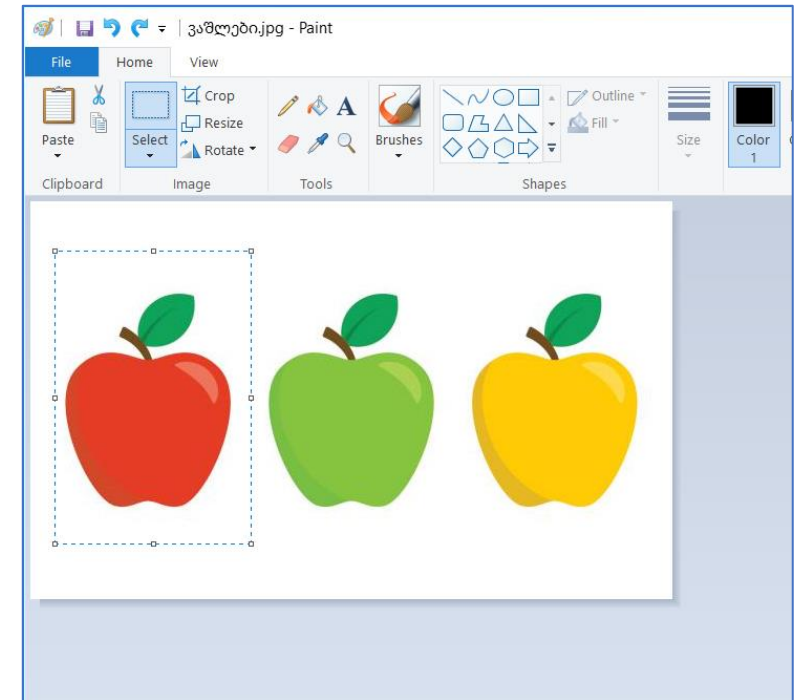 ვაშლები.jpg - Paint
File Home View
Paste
Select
Crop
Resize
Rotate
A
Brushes
Outline
Fill
Size
Color
1
Clipboard Image Tools Shapes